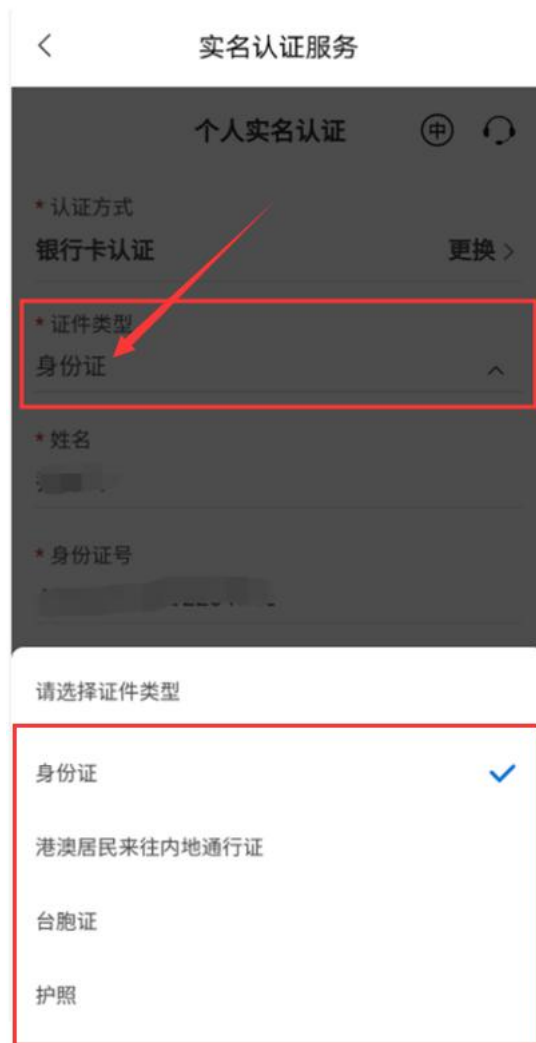 实名认证服务
个人实名认证 中
* 认证方式
银行卡认证 更换 >
* 证件类型
身份证
* 姓名
* 身份证号
请选择证件类型
身份证
港澳居民来往内地通行证
台胞证
护照